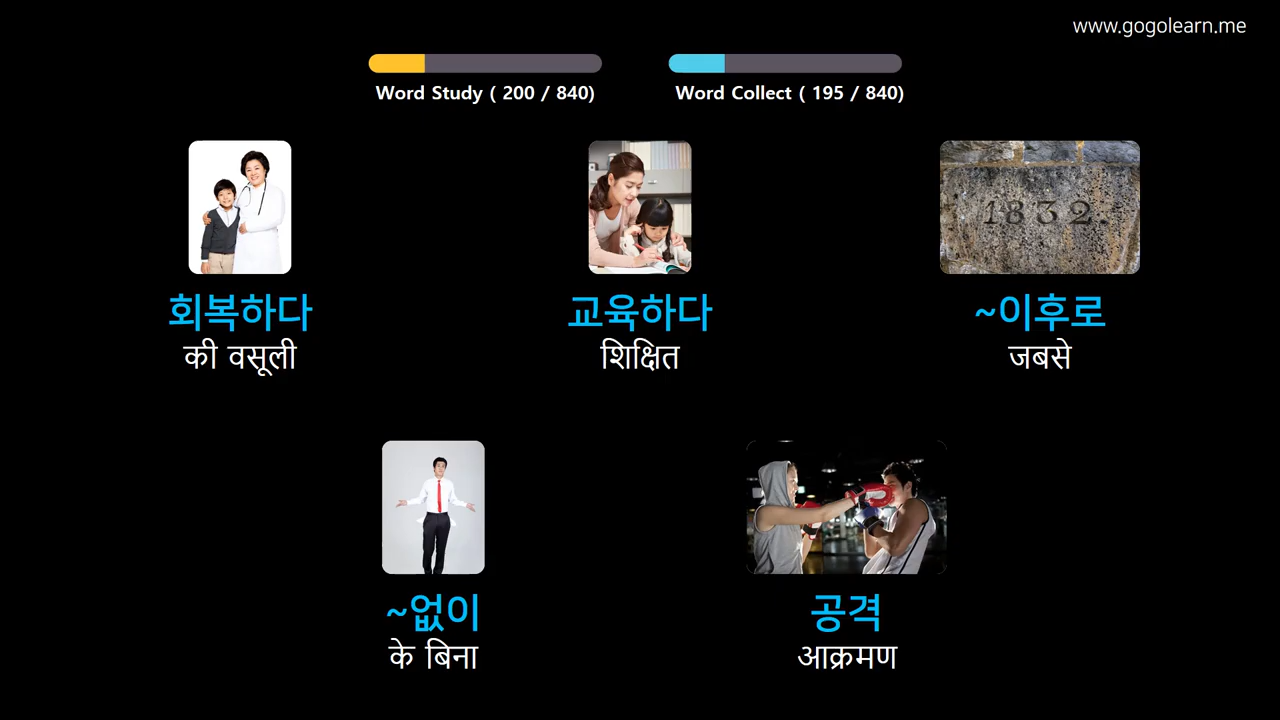 www.gogolearn.me
Word Study ( 200 / 840)
Word Collect ( 195 / 840)
1832.
회복하다
की वसूली
교육하다
शिक्षित
~이후로
जबसे
~없이
के बिना
공격
आक्रमण